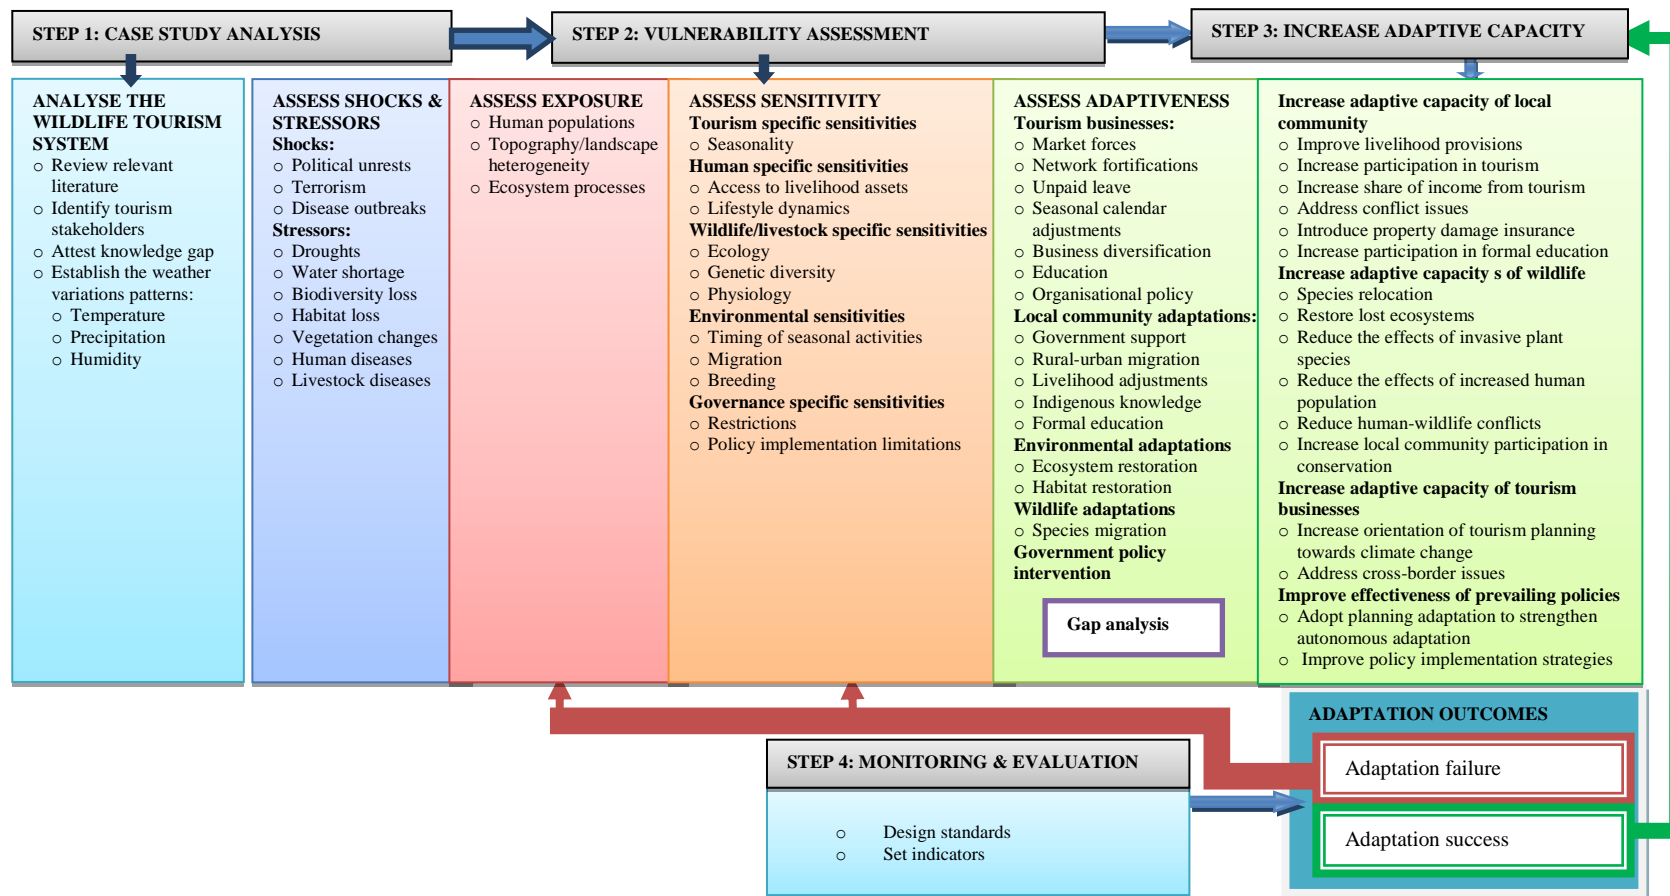 STEP 1: CASE STUDY ANALYSIS
STEP 2: VULNERABILITY ASSESSMENT
STEP 3: INCREASE ADAPTIVE CAPACITY
ANALYSE THE
WILDLIFE TOURISM
SYSTEM
o Review relevant
literature
o Identify tourism
stakeholders
o Attest knowledge gap
o Establish the weather
variations patterns:
o Temperature
o Precipitation
o Humidity
ASSESS SHOCKS &
STRESSORS
Shocks:
o Political unrests
o Terrorism
o Disease outbreaks
Stressors:
o Droughts
o Water shortage
o Biodiversity loss
o Habitat loss
o Vegetation changes
o Human diseases
o Livestock diseases
ASSESS EXPOSURE
o Human populations
o Topography/landscape
heterogeneity
o Ecosystem processes
ASSESS SENSITIVITY
Tourism specific sensitivities
o Seasonality
Human specific sensitivities
o Access to livelihood assets
o Lifestyle dynamics
Wildlife/livestock specific sensitivities
o Ecology
o Genetic diversity
o Physiology
Environmental sensitivities
o Timing of seasonal activities
o Migration
o Breeding
Governance specific sensitivities
o Restrictions
o Policy implementation limitations
ASSESS ADAPTIVENESS
Tourism businesses:
o Market forces
o Network fortifications
o Unpaid leave
o Seasonal calendar
adjustments
o Business diversification
o Education
o Organisational policy
Local community adaptations:
o Government support
o Rural-urban migration
o Livelihood adjustments
o Indigenous knowledge
o Formal education
Environmental adaptations
o Ecosystem restoration
o Habitat restoration
Wildlife adaptations
o Species migration
Government policy
intervention
Gap analysis
Increase adaptive capacity of local
community
o Improve livelihood provisions
o Increase participation in tourism
o Increase share of income from tourism
o Address conflict issues
o Introduce property damage insurance
o Increase participation in formal education
Increase adaptive capacity s of wildlife
o Species relocation
o Restore lost ecosystems
o Reduce the effects of invasive plant
species
o Reduce the effects of increased human
population
o Reduce human-wildlife conflicts
o Increase local community participation in
conservation
Increase adaptive capacity of tourism
businesses
o Increase orientation of tourism planning
towards climate change
o Address cross-border issues
Improve effectiveness of prevailing policies
o Adopt planning adaptation to strengthen
autonomous adaptation
o Improve policy implementation strategies
STEP 4: MONITORING & EVALUATION
o Design standards
o Set indicators
ADAPTATION OUTCOMES
Adaptation failure
Adaptation success